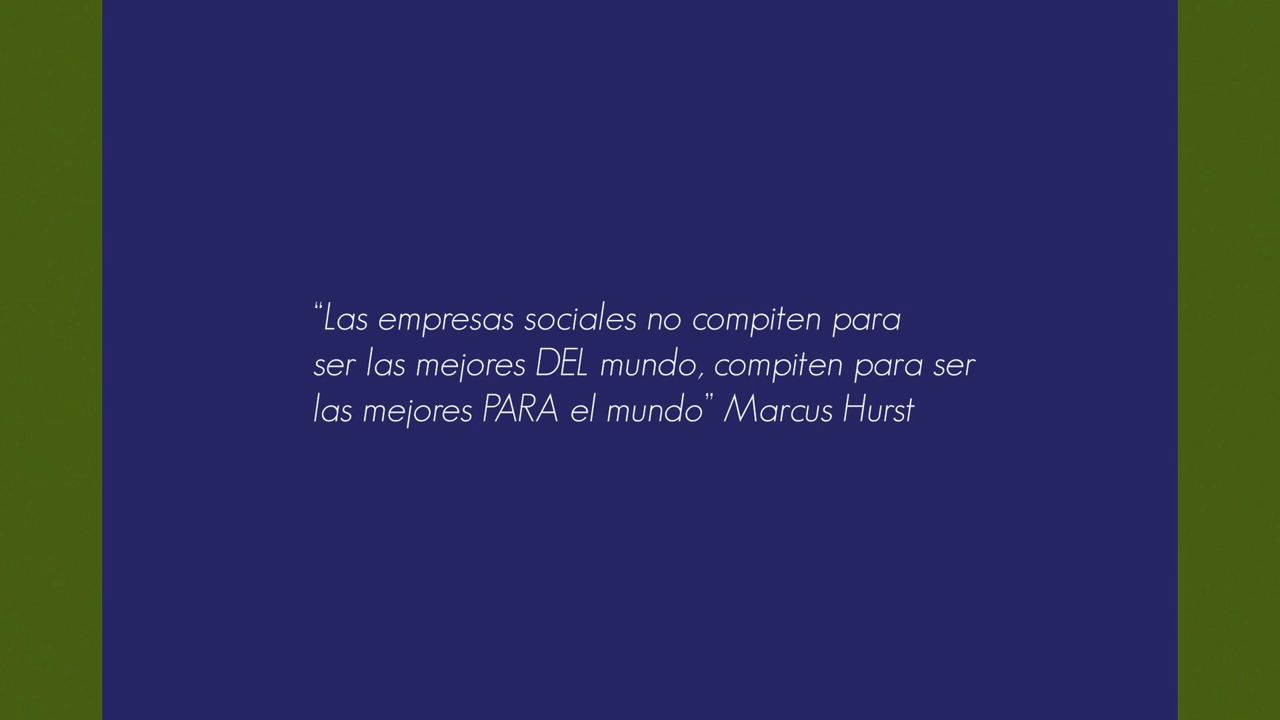 “Las empresas sociales no compiten para
ser las mejores DEL mundo, compiten para ser
las mejores PARA el mundo” Marcus Hurst